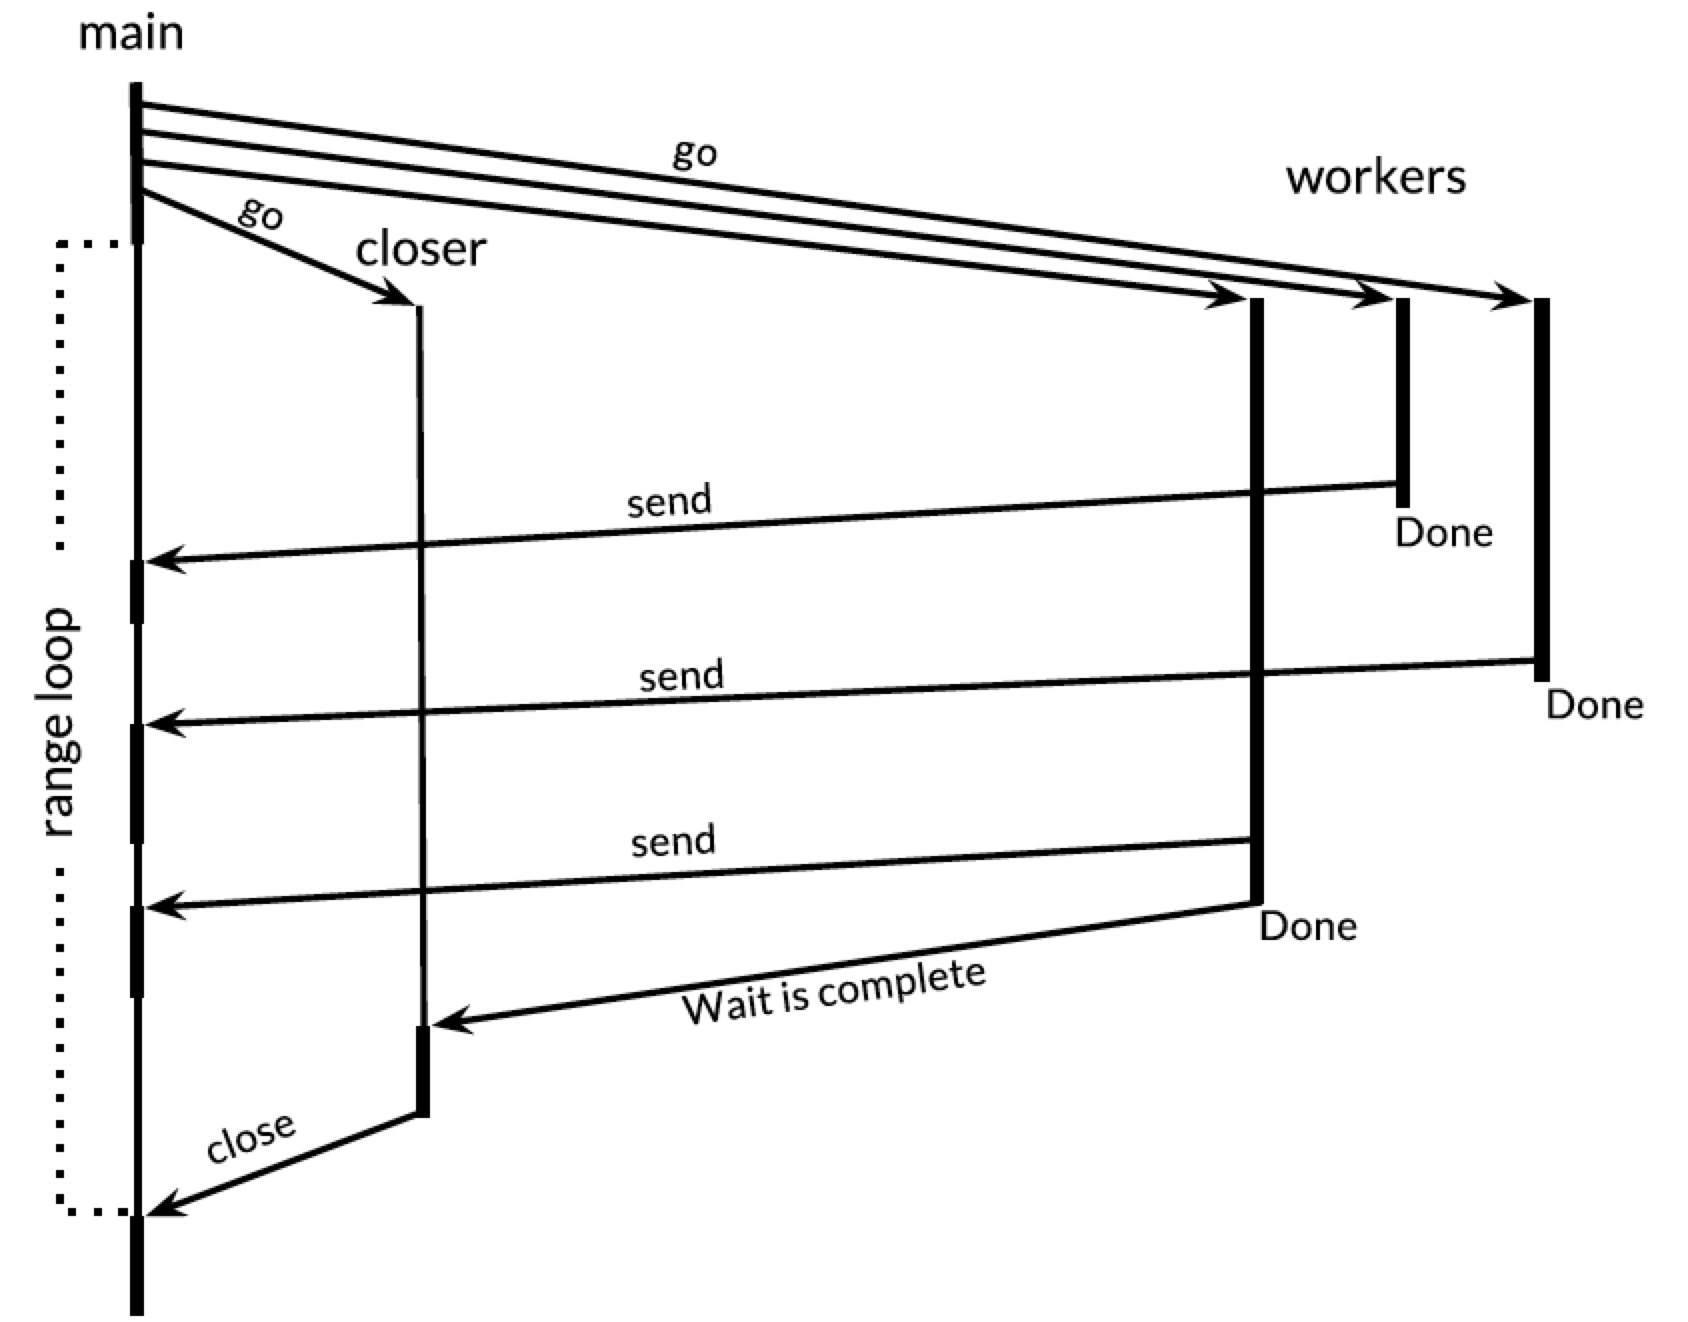 main
go
workers
go
closer
send
Done
range loop
send
Done
send
Done
Wait is complete
close